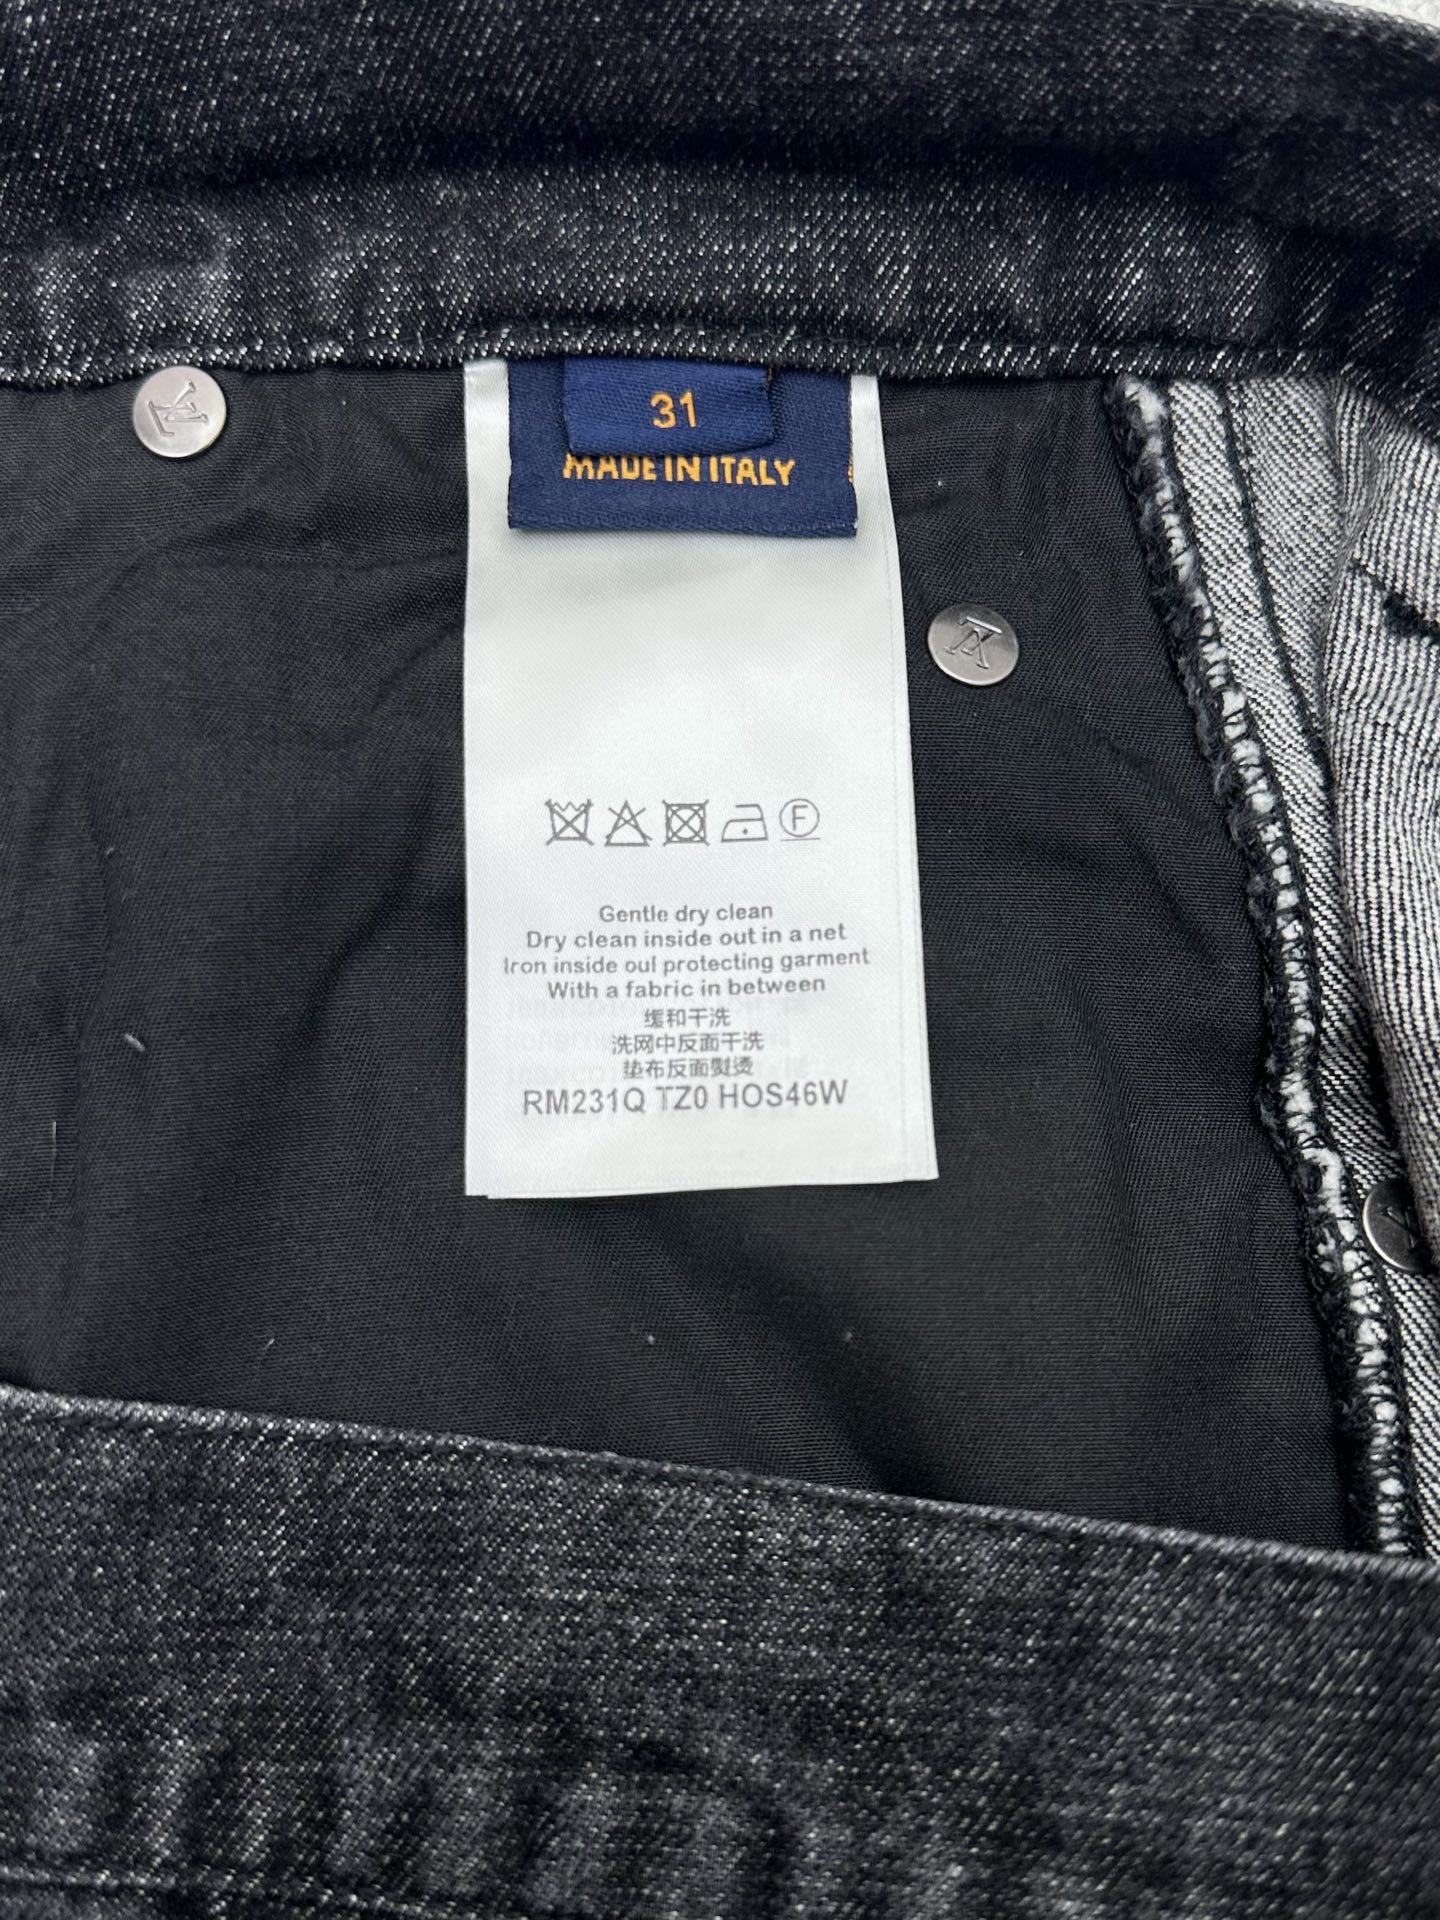 31
MADE IN ITALY
F
Gentle dry clean
Dry clean inside out in a net
Iron inside oul protecting garment
With a fabric in between
缓和干洗
洗网中反面干洗
垫布反面熨烫
RM231Q TZ0 HOS46W
LV
LV